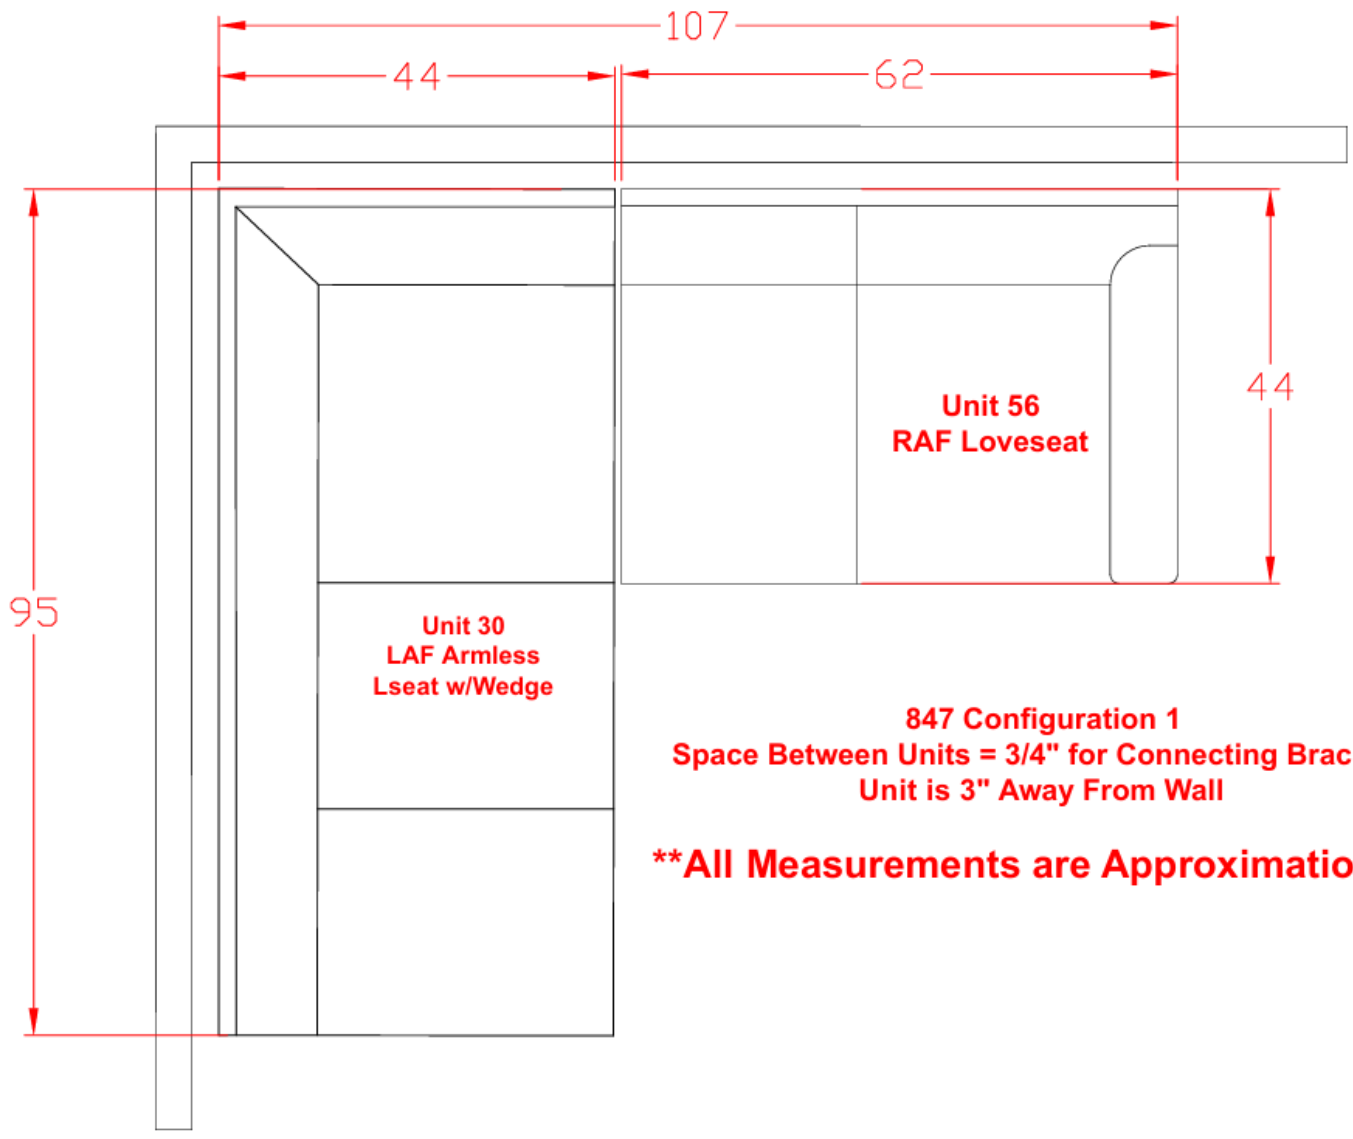 107
44
62
44
95
Unit 56
RAF Loveseat
Unit 30
LAF Armless
Lseat w/Wedge
847 Configuration 1
Space Between Units = 3/4" for Connecting Brac
Unit is 3" Away From Wall
**All Measurements are Approximatio